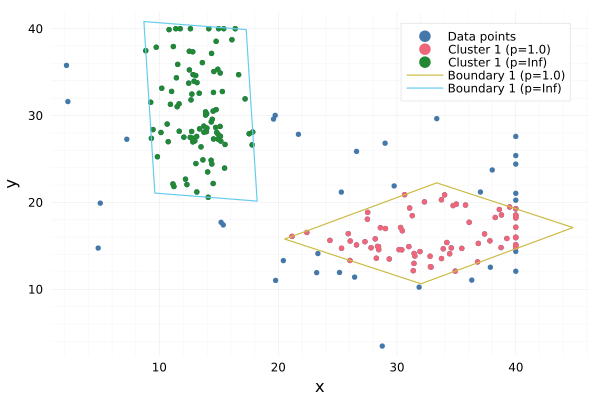 40
30
20
10
10
20
30
40
x
y
Data points
Cluster 1 (p=1.0)
Cluster 1 (p=Inf)
Boundary 1 (p=1.0)
Boundary 1 (p=Inf)